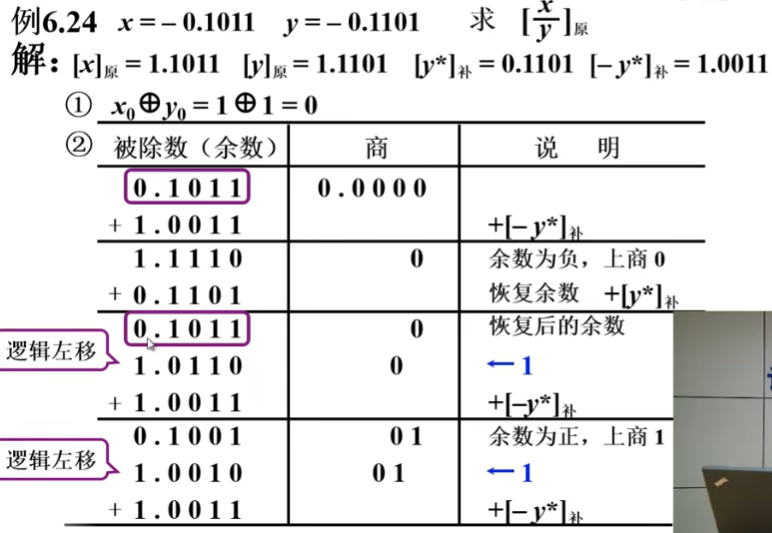 例6.24 x = – 0.1011 y = – 0.1101 求 [x/y]原
解：[x]原 = 1.1011 [y]原 = 1.1101 [y*]补 = 0.1101 [– y*]补 = 1.0011
① x0 ⊕ y0 = 1 ⊕ 1 = 0
② 被除数（余数） 商 说 明
0.1011 0.0000
+ 1.0011 +[– y*]补
1.1110 0 余数为负，上商 0
+ 0.1101 恢复余数 +[y*]补
0.1011 0 恢复后的余数
逻辑左移 1.0110 0 ← 1
+ 1.0011 +[– y*]补
0.1001 01 余数为正，上商 1
逻辑左移 1.0010 01 ← 1
+ 1.0011 +[– y*]补